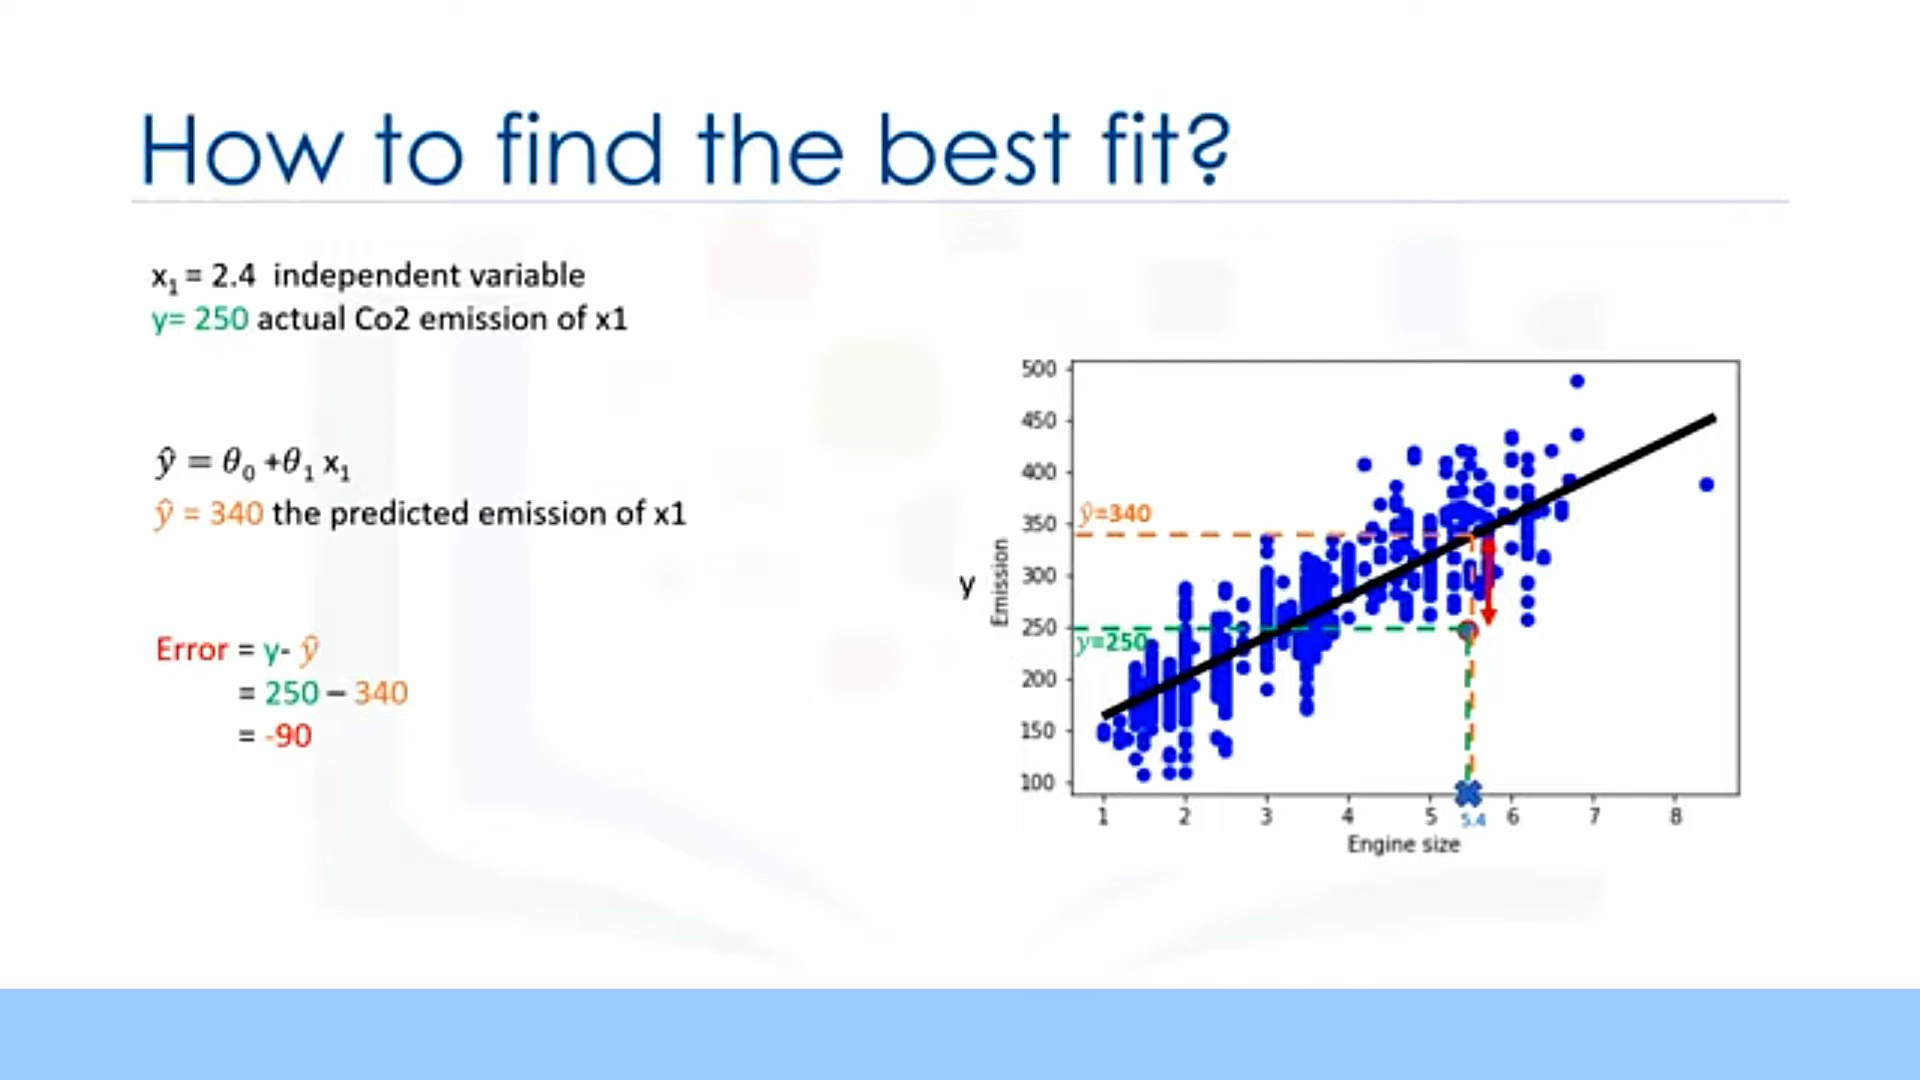 How to find the best fit?
x₁ = 2.4 independent variable
y= 250 actual Co2 emission of x1
ŷ = θ₀ +θ₁ x₁
ŷ = 340 the predicted emission of x1
Error = y- ŷ
= 250 – 340
= -90
500
450
400
350
300
250
200
150
100
ŷ=340
y=250
y
Emission
1 2 3 4 5 5.4 6 7 8
Engine size